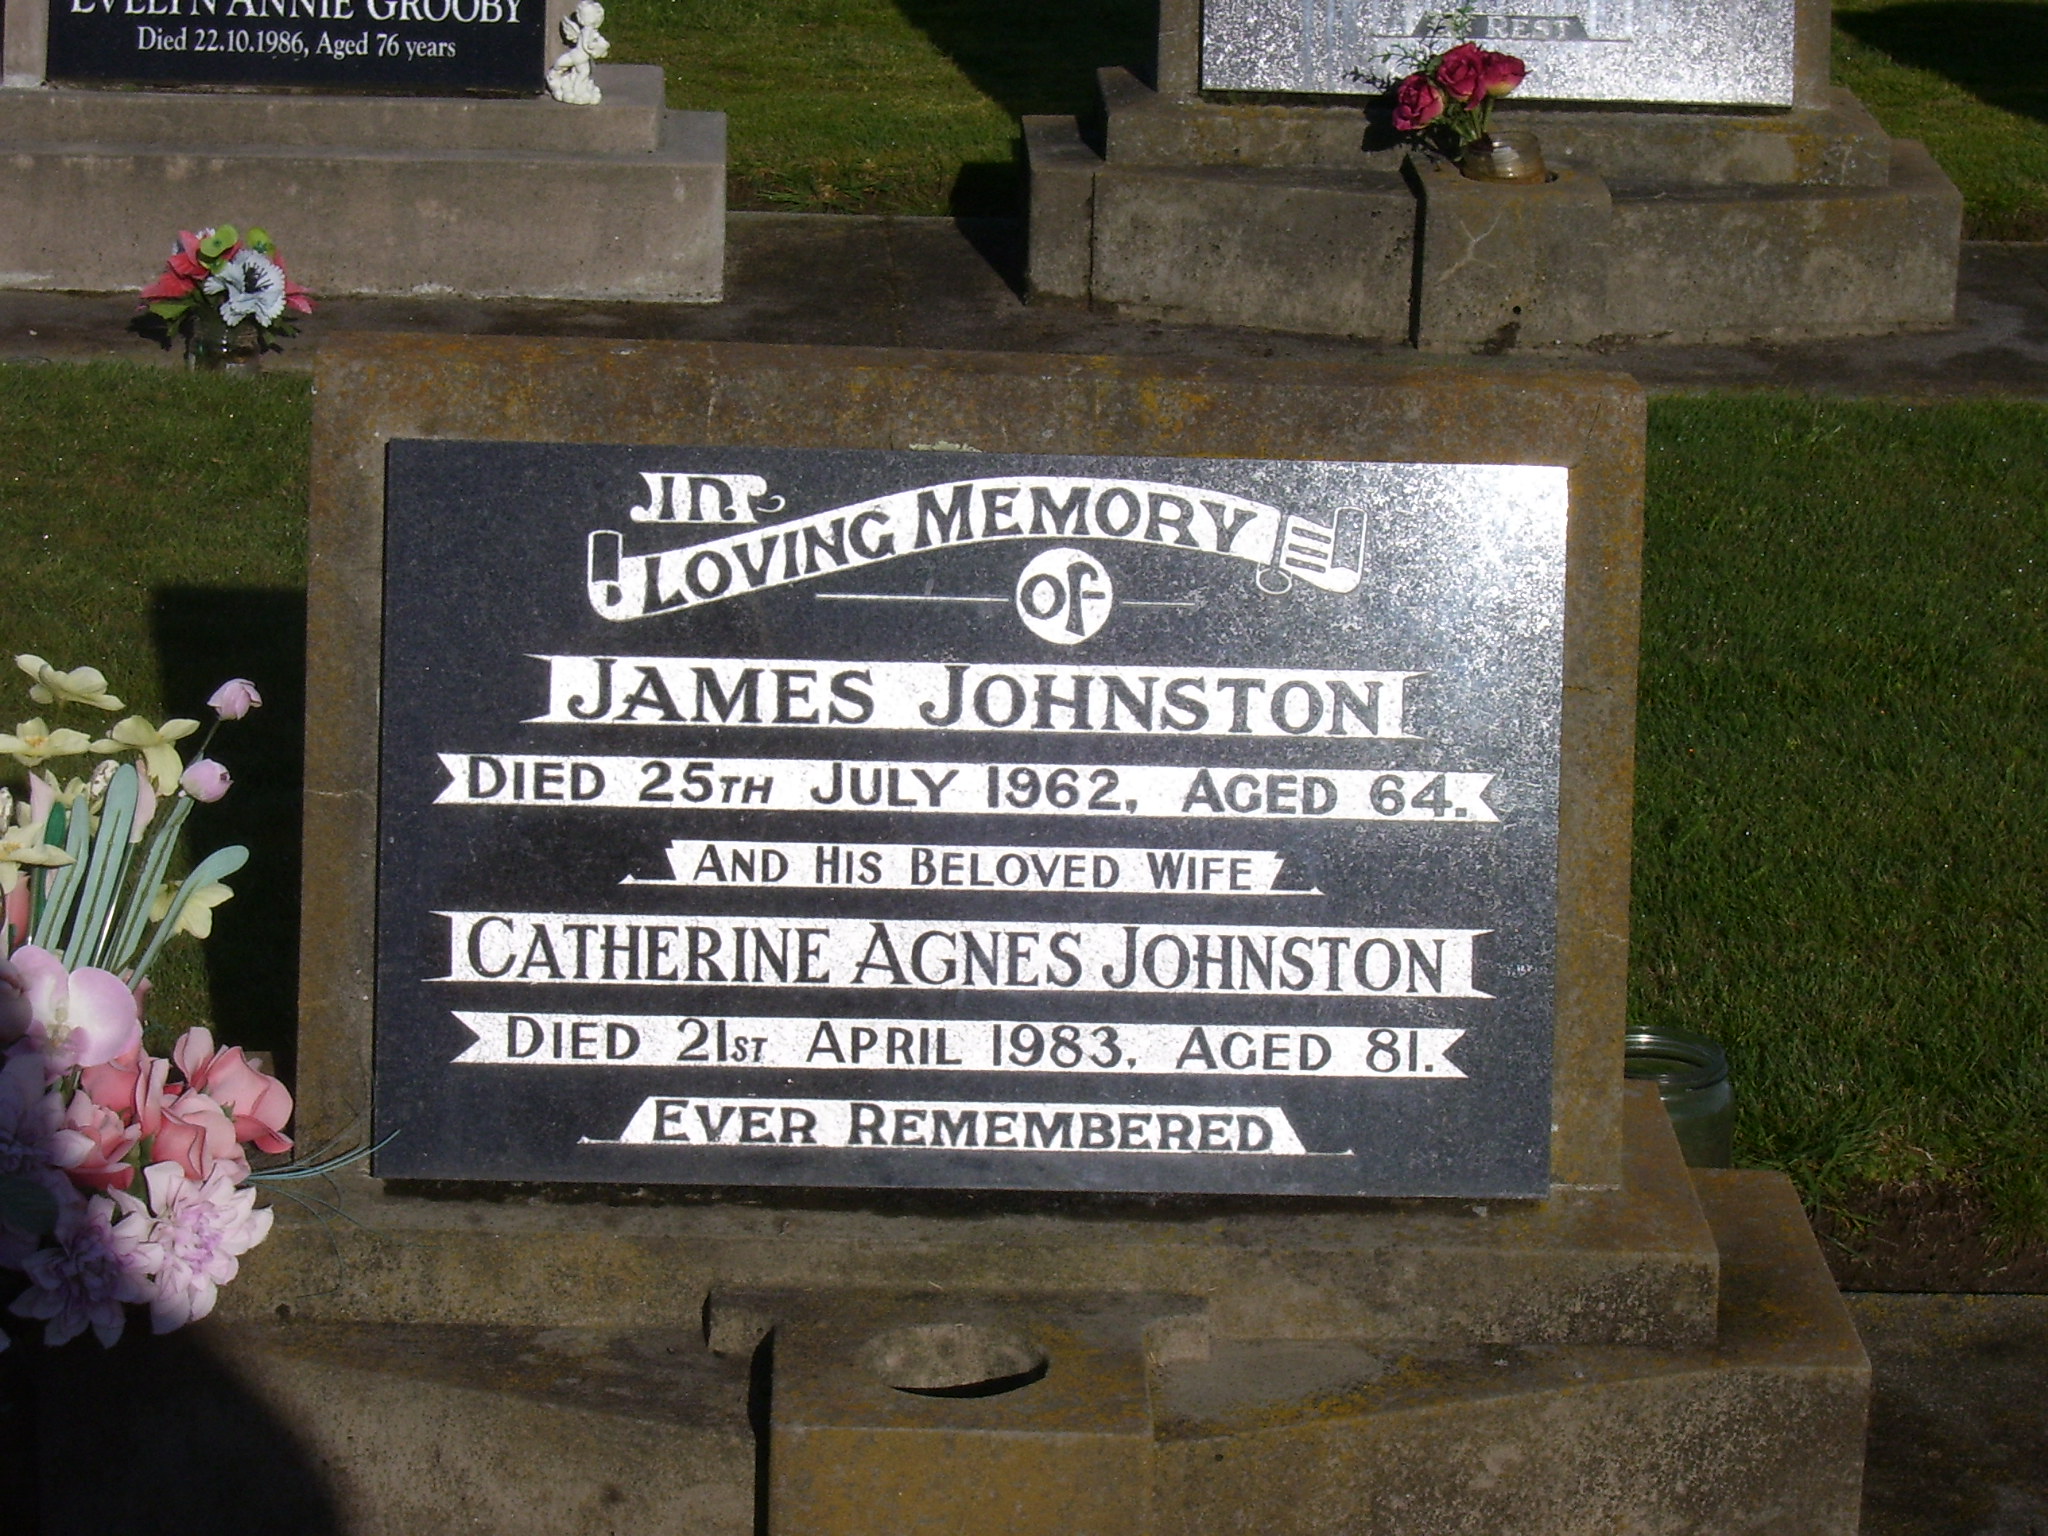 EVELYN ANNIE GROOBY
Died 22.10.1986, Aged 76 years
REST
IN
LOVING MEMORY
OF
JAMES JOHNSTON
DIED 25TH JULY 1962, AGED 64.
AND HIS BELOVED WIFE
CATHERINE AGNES JOHNSTON
DIED 21ST APRIL 1983, AGED 81.
EVER REMEMBERED